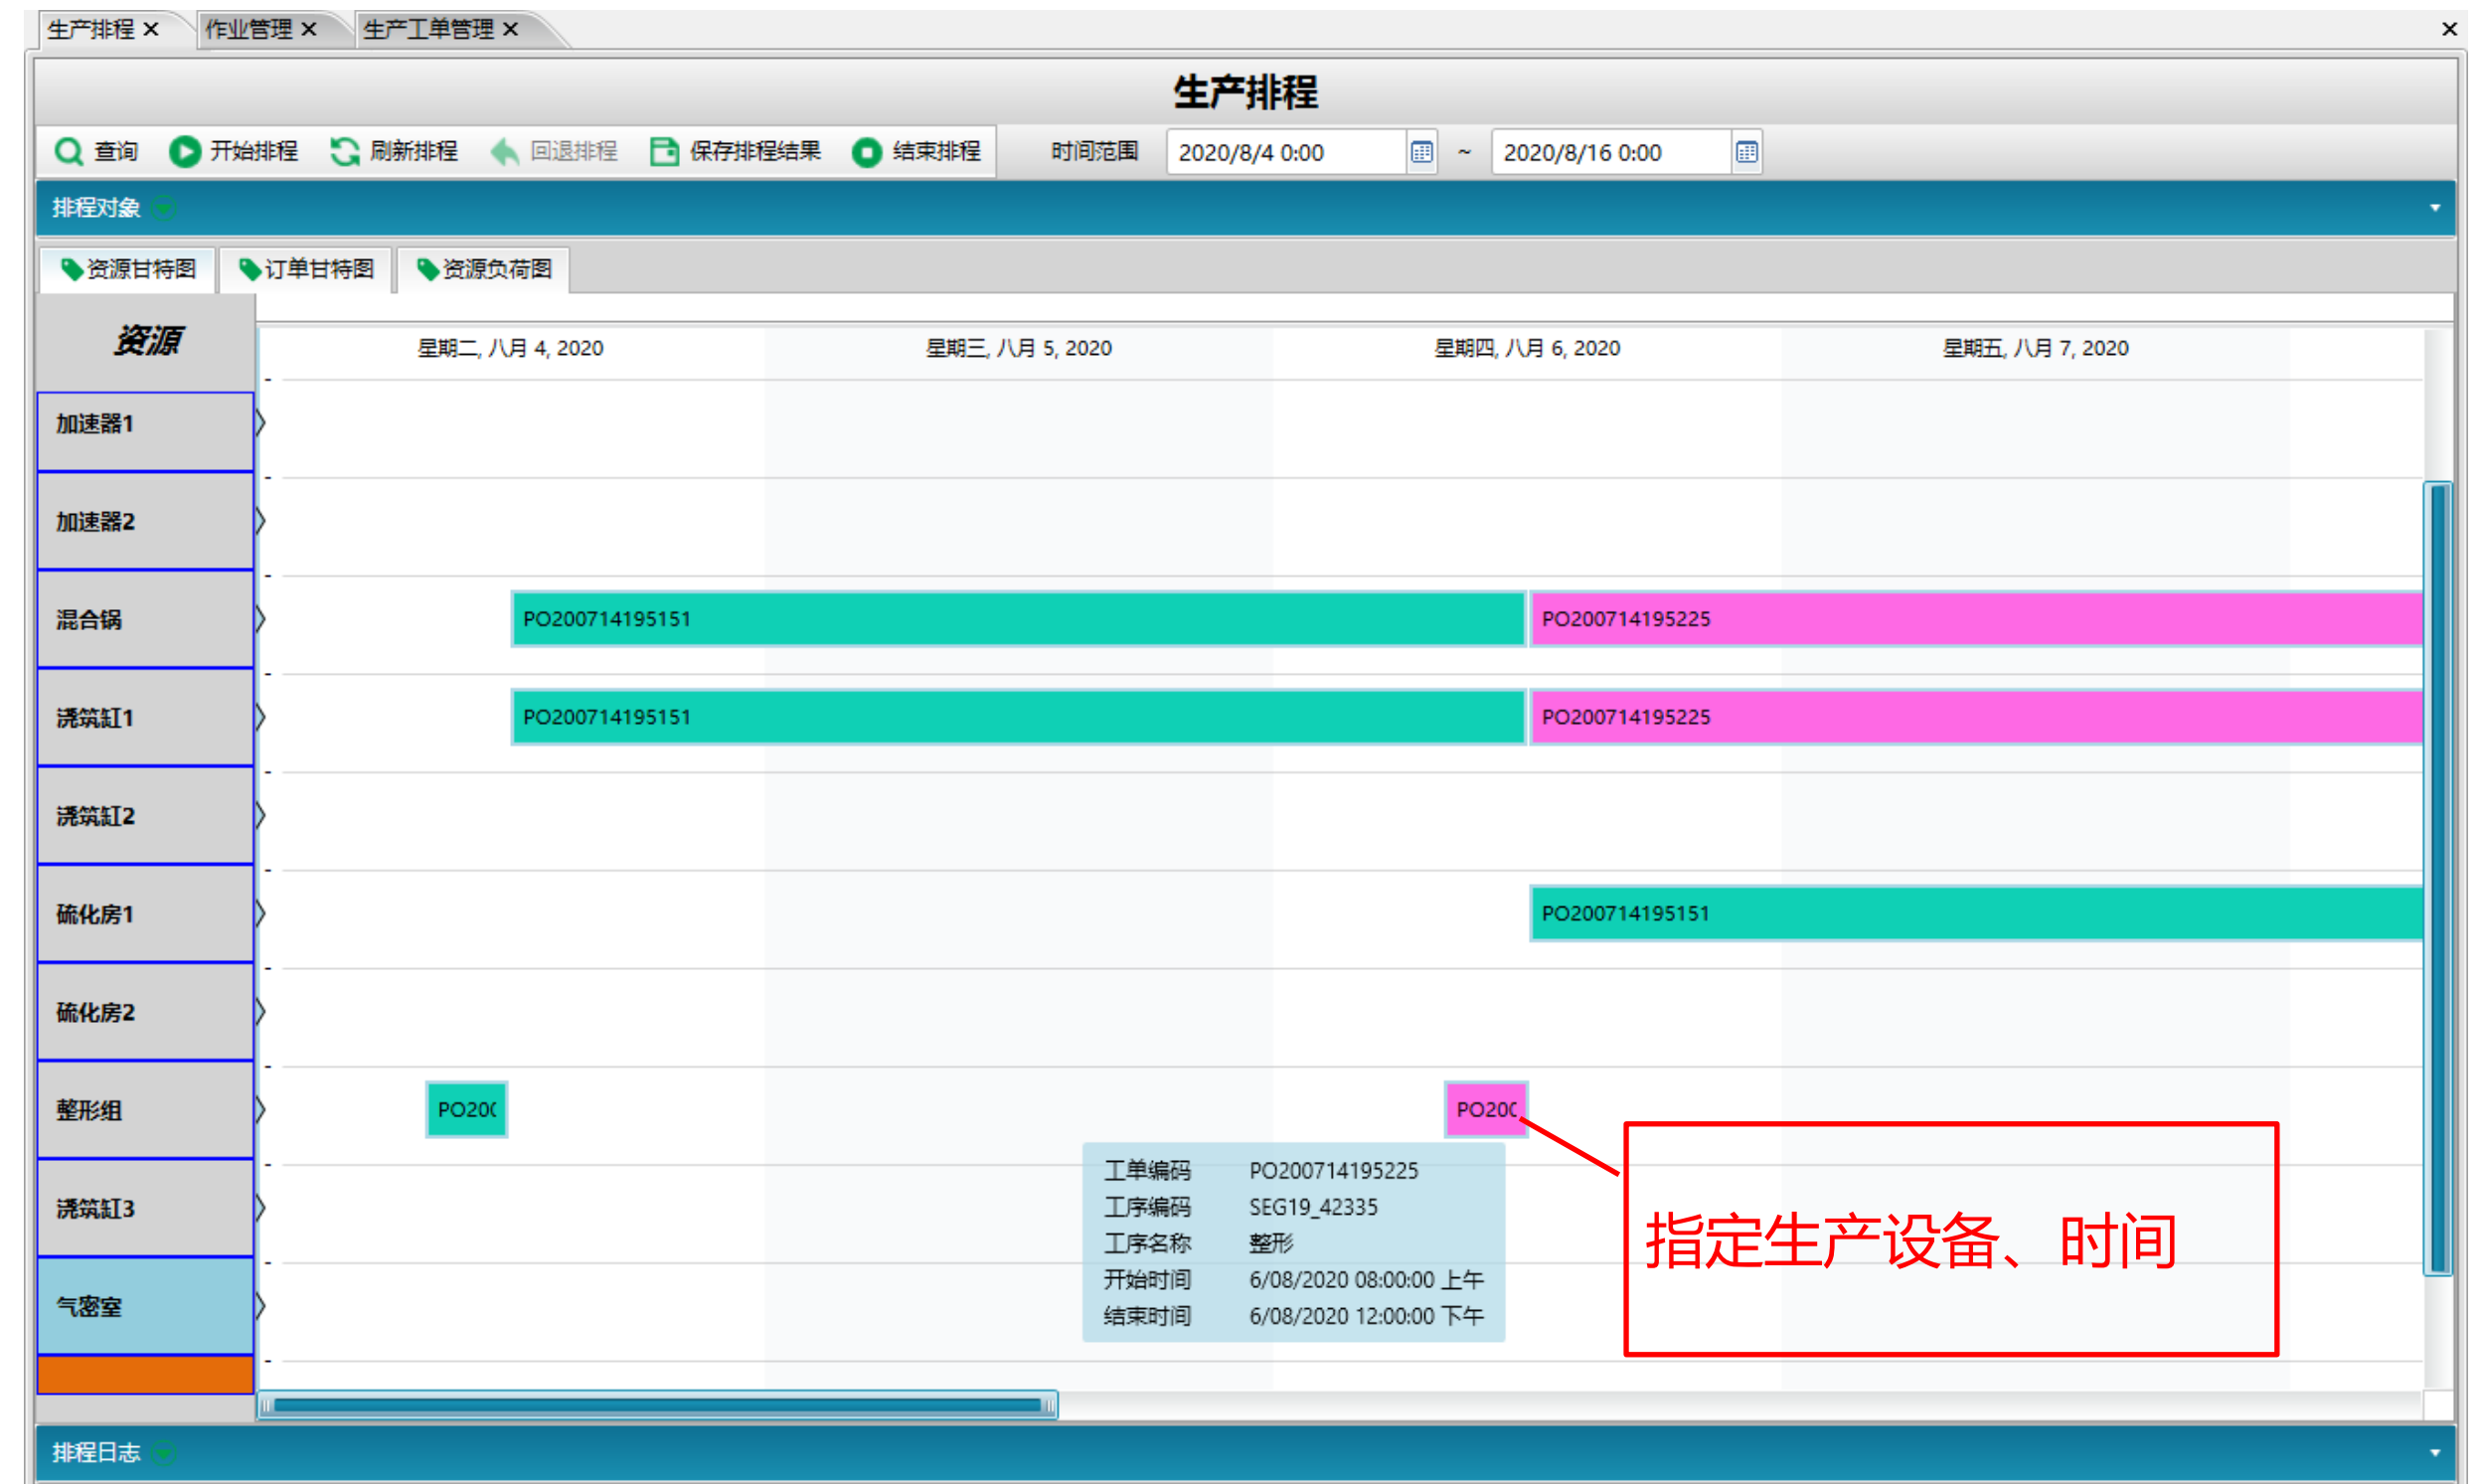 生产排程 × 作业管理 × 生产工单管理 × ×
生产排程
查询 开始排程 刷新排程 回退排程 保存排程结果 结束排程 时间范围 2020/8/4 0:00 ~ 2020/8/16 0:00
排程对象
资源甘特图 订单甘特图 资源负荷图
资源 星期二, 八月 4, 2020 星期三, 八月 5, 2020 星期四, 八月 6, 2020 星期五, 八月 7, 2020
加速器1
加速器2
混合锅 PO200714195151 PO200714195225
浇筑缸1 PO200714195151 PO200714195225
浇筑缸2
硫化房1 PO200714195151
硫化房2
整形组 PO20( PO20(
工单编码 PO200714195225
工序编码 SEG19_42335
工序名称 整形
开始时间 6/08/2020 08:00:00 上午
结束时间 6/08/2020 12:00:00 下午
指定生产设备、时间
浇筑缸3
气密室
排程日志